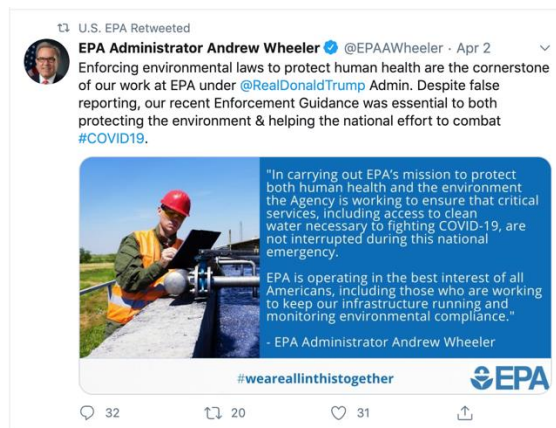 U.S. EPA Retweeted
EPA Administrator Andrew Wheeler @EPAAWheeler · Apr 2
Enforcing environmental laws to protect human health are the cornerstone
of our work at EPA under @RealDonaldTrump Admin. Despite false
reporting, our recent Enforcement Guidance was essential to both
protecting the environment & helping the national effort to combat
#COVID19.
"In carrying out EPA's mission to protect
both human health and the environment
the Agency is working to ensure that critical
services, including access to clean
water necessary to fighting COVID-19, are
not interrupted during this national
emergency.
EPA is operating in the best interest of all
Americans, including those who are working
to keep our infrastructure running and
monitoring environmental compliance."
- EPA Administrator Andrew Wheeler
#weareallinthistogether
EPA
32 20 31